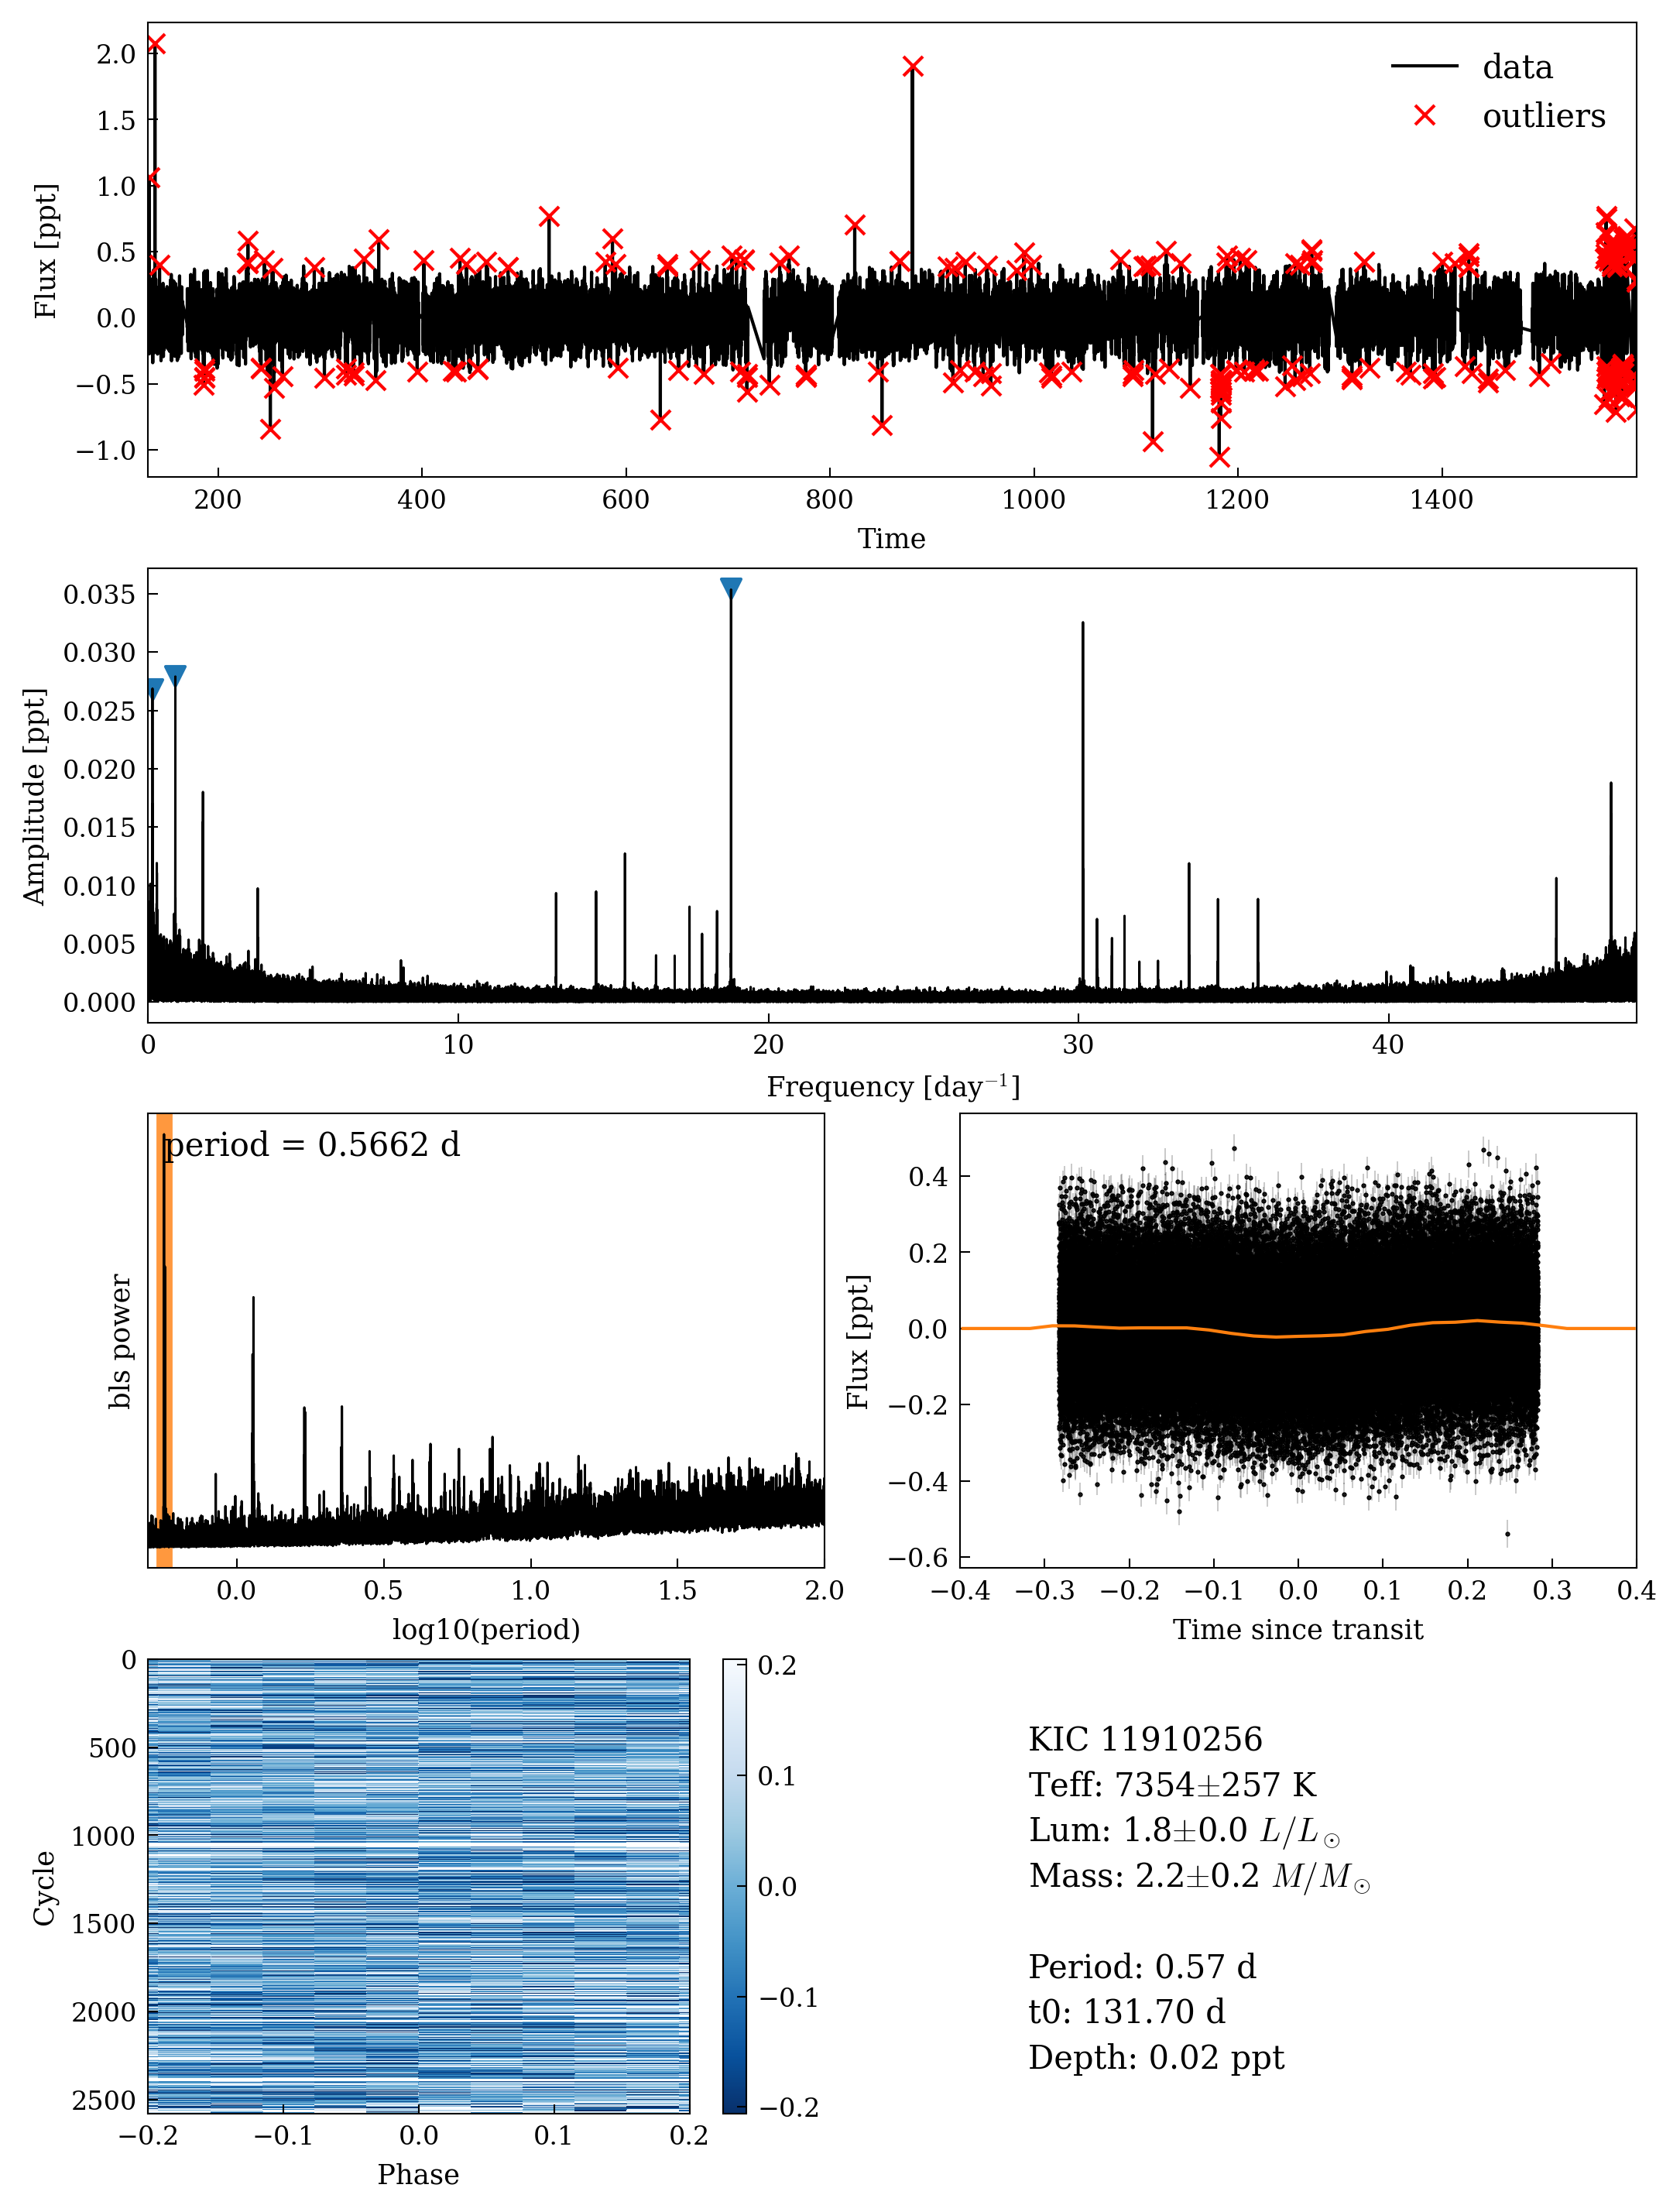 2.0
1.5
1.0
0.5
0.0
−0.5
−1.0
Flux [ppt]
data
outliers
200 400 600 800 1000 1200 1400
Time
0.035
0.030
0.025
0.020
0.015
0.010
0.005
0.000
Amplitude [ppt]
0 10 20 30 40
Frequency [day⁻¹]
period = 0.5662 d
bls power
0.0 0.5 1.0 1.5 2.0
log10(period)
0.4
0.2
0.0
−0.2
−0.4
−0.6
Flux [ppt]
−0.4 −0.3 −0.2 −0.1 0.0 0.1 0.2 0.3 0.4
Time since transit
0
500
1000
1500
2000
2500
Cycle
−0.2 −0.1 0.0 0.1 0.2
Phase
0.2
0.1
0.0
−0.1
−0.2
KIC 11910256
Teff: 7354±257 K
Lum: 1.8±0.0 L/L⊙
Mass: 2.2±0.2 M/M⊙
Period: 0.57 d
t0: 131.70 d
Depth: 0.02 ppt